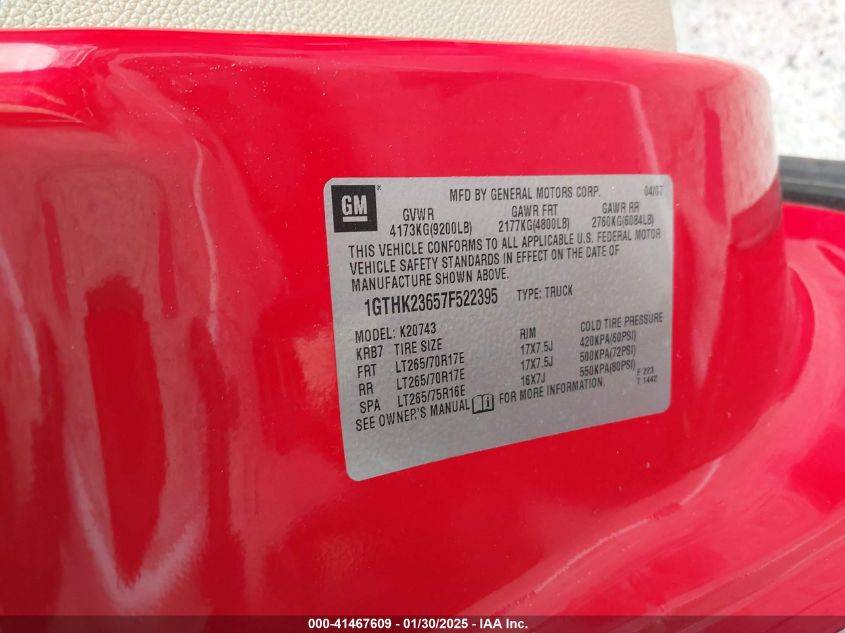 GM
MFD BY GENERAL MOTORS CORP. 04/07
GVWR GAWR FRT GAWR RR
4173KG(9200LB) 2177KG(4800LB) 2760KG(6084LB)
THIS VEHICLE CONFORMS TO ALL APPLICABLE U.S. FEDERAL MOTOR
VEHICLE SAFETY STANDARDS IN EFFECT ON THE DATE OF
MANUFACTURE SHOWN ABOVE.
1GTHK23657F522395 TYPE: TRUCK
MODEL: K20743
KRB7 TIRE SIZE RIM COLD TIRE PRESSURE
FRT LT265/70R17E 17X7.5J 420KPA(60PSI)
RR LT265/70R17E 17X7.5J 500KPA(72PSI)
SPA LT265/75R16E 16X7J 550KPA(80PSI)
F 223
T 1442
SEE OWNER'S MANUAL FOR MORE INFORMATION.
000-41467609 - 01/30/2025 - IAA Inc.